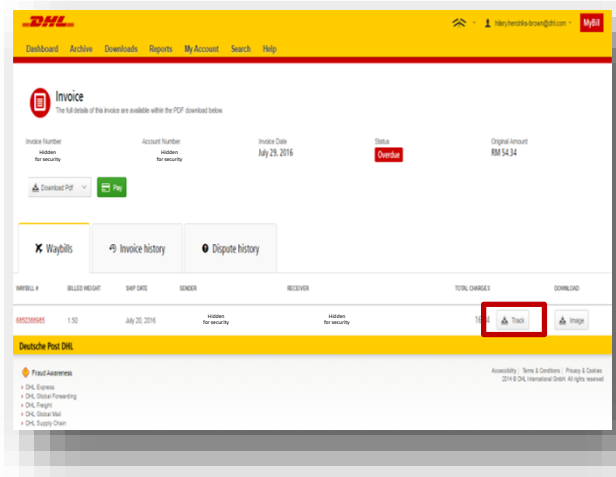 DHL
hilary.hendriks-brown@dhl.com
MyBill
Dashboard Archive Downloads Reports My Account Search Help
Invoice
The full details of this invoice are available within the PDF download below.
Invoice Number Account Number Invoice Date Status Original Amount
Hidden for security Hidden for security July 29, 2016 Overdue RM 54.34
Download Pdf Pay
Waybills Invoice history Dispute history
WAYBILL # BILLED WEIGHT SHIP DATE SENDER RECEIVER TOTAL CHARGES DOWNLOAD
1.50 July 20, 2016 Hidden for security Hidden for security Track Image
Deutsche Post DHL
Fraud Awareness
Accessibility | Terms & Conditions | Privacy & Cookies
2014 © DHL International GmbH. All rights reserved
DHL Express
DHL Global Forwarding
DHL Freight
DHL Global Mail
DHL Supply Chain